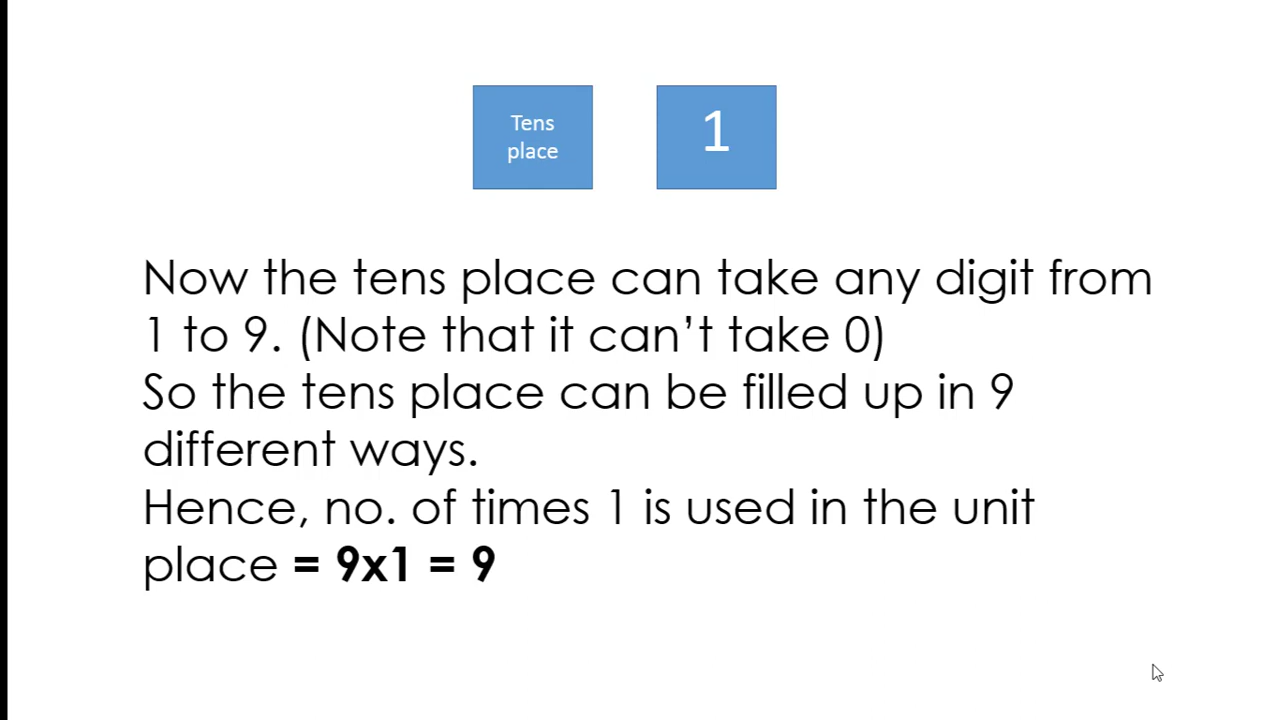 Tens
place
1
Now the tens place can take any digit from
1 to 9. (Note that it can’t take 0)
So the tens place can be filled up in 9
different ways.
Hence, no. of times 1 is used in the unit
place = 9x1 = 9